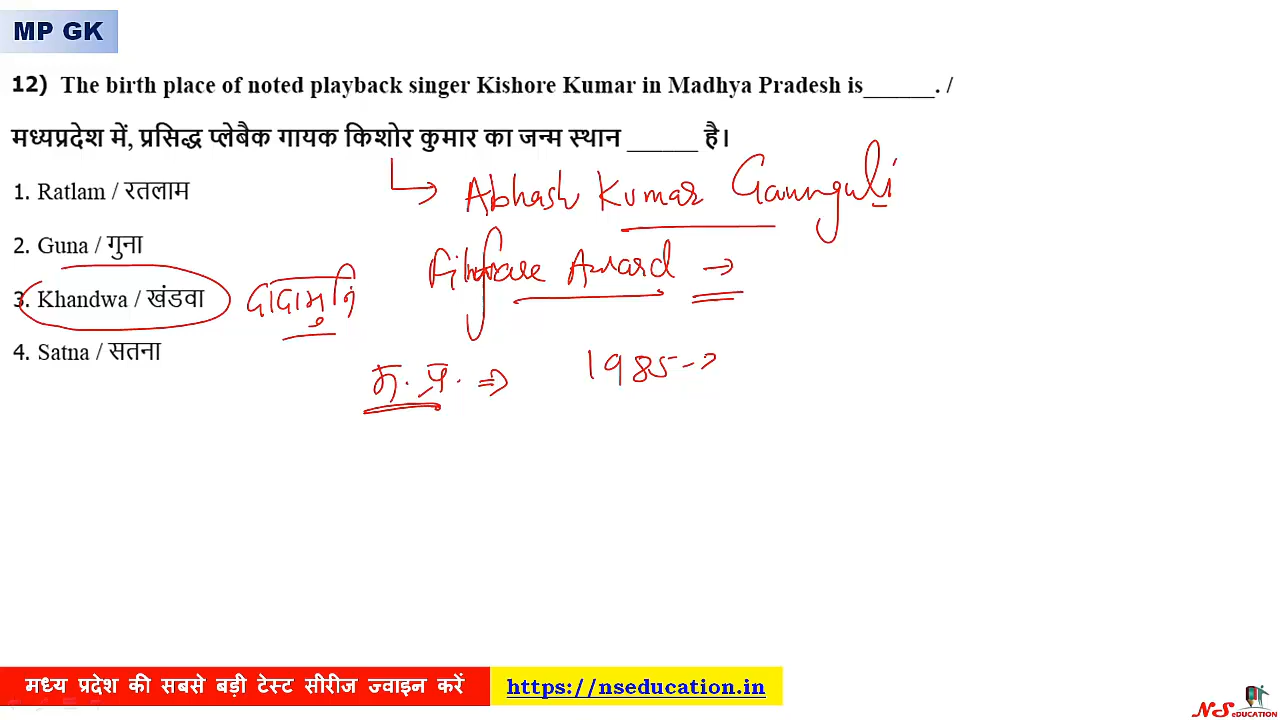 MP GK
12) The birth place of noted playback singer Kishore Kumar in Madhya Pradesh is______. /
मध्यप्रदेश में, प्रसिद्ध प्लेबैक गायक किशोर कुमार का जन्म स्थान ______ है।
Abhash Kumar Gaunguli
1. Ratlam / रतलाम
2. Guna / गुना
Filmfare Award →
3. Khandwa / खंडवा
दादामुनि
4. Satna / सतना
म. प्र. ⇒ 1985 →
मध्य प्रदेश की सबसे बड़ी टेस्ट सीरीज ज्वाइन करें https://nseducation.in
NS eDUCATION